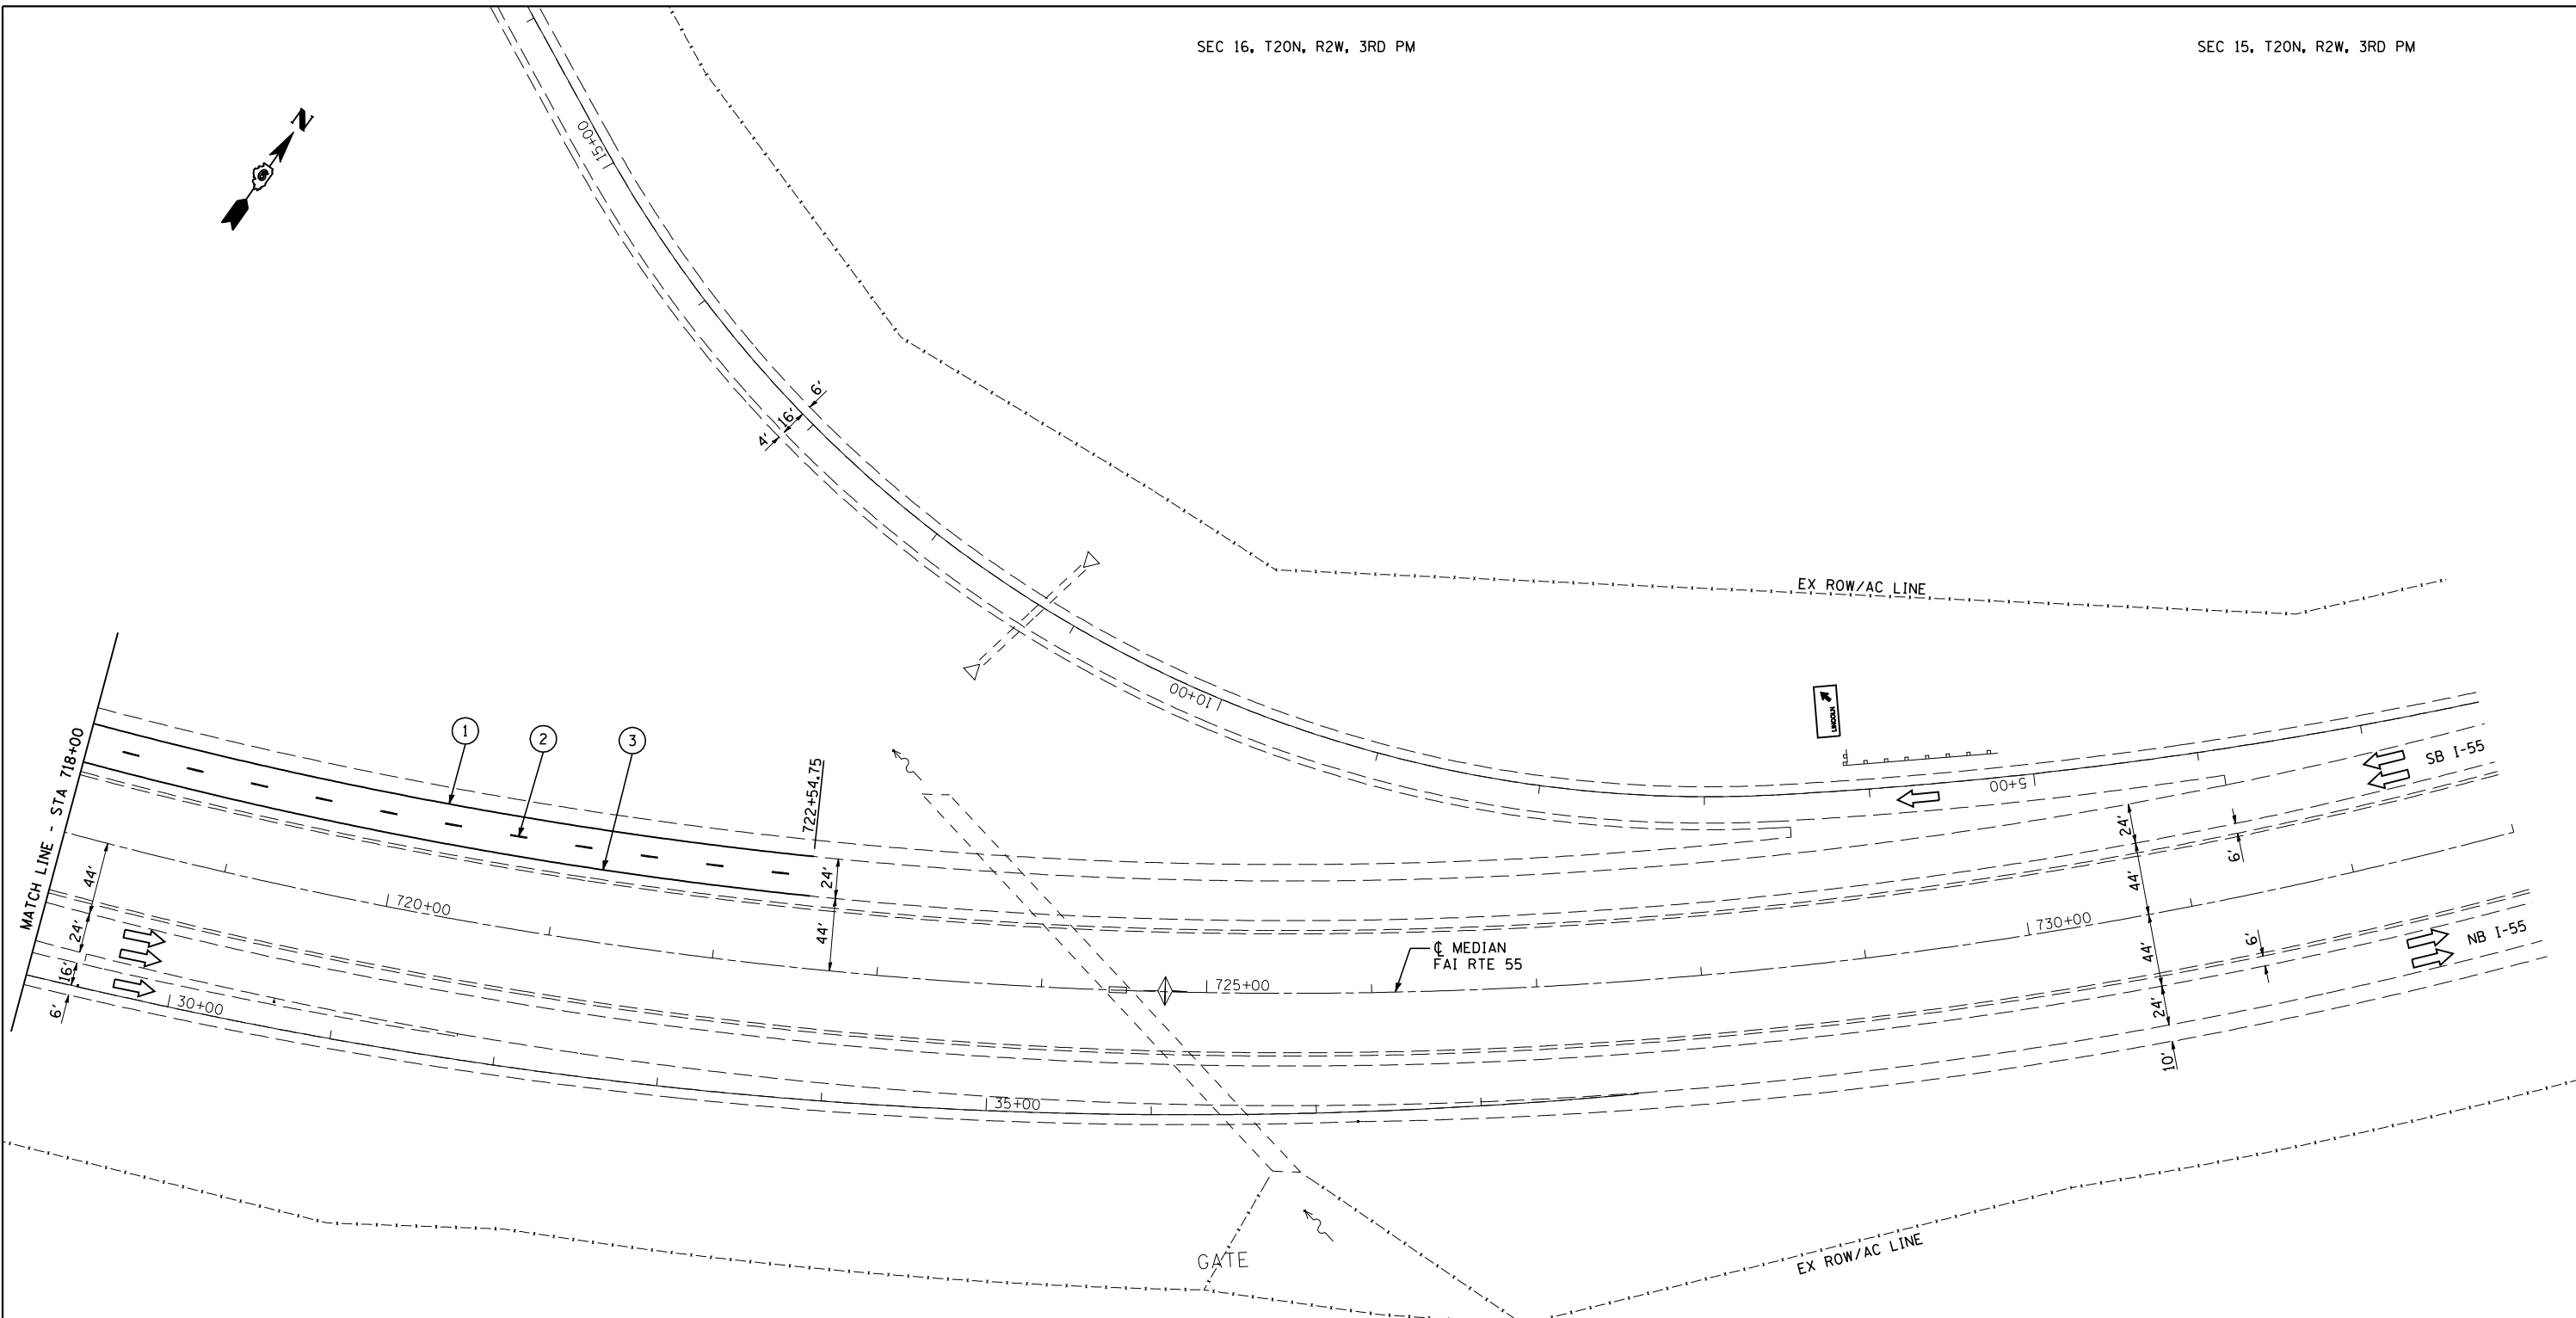 SEC 16, T20N, R2W, 3RD PM
SEC 15, T20N, R2W, 3RD PM
N
15+00
6'
16'
4'
EX ROW/AC LINE
10+00
LINCOLN
5+00
SB I-55
MATCH LINE - STA 718+00
1
2
3
722+54.75
24'
44'
24'
44'
6'
44'
24'
16'
6'
720+00
30+00
725+00
℄ MEDIAN
FAI RTE 55
730+00
44'
6'
24'
10'
NB I-55
35+00
GATE
EX ROW/AC LINE